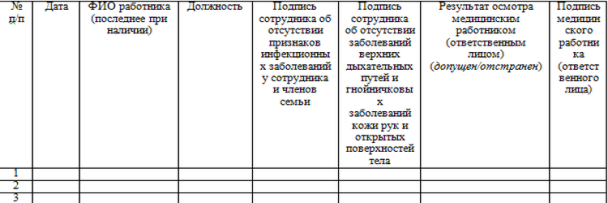 № п/п
Дата
ФИО работника (последнее при наличии)
Должность
Подпись сотрудника об отсутствии признаков инфекционны х заболеваний у сотрудника и членов семьи
Подпись сотрудника об отсутствии заболеваний верхних дыхательных путей и гнойничковы х заболеваний кожи рук и открытых поверхностей тела
Результат осмотра медицинским работником (ответственным лицом) (допущен/отстранен)
Подпись медицин ского работни ка (ответст венного лица)
1
2
3